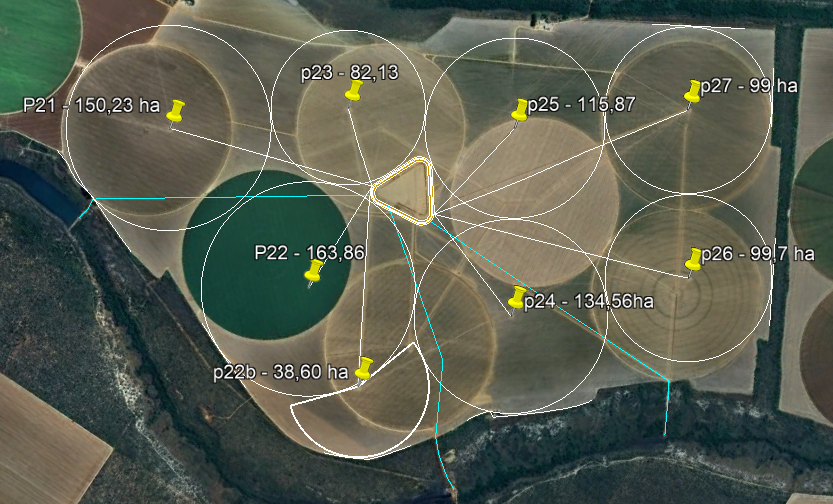 p23 - 82,13
p27 - 99 ha
P21 - 150,23 ha
p25 - 115,87
P22 - 163,86
p26 - 99,7 ha
p24 - 134,56ha
p22b - 38,60 ha